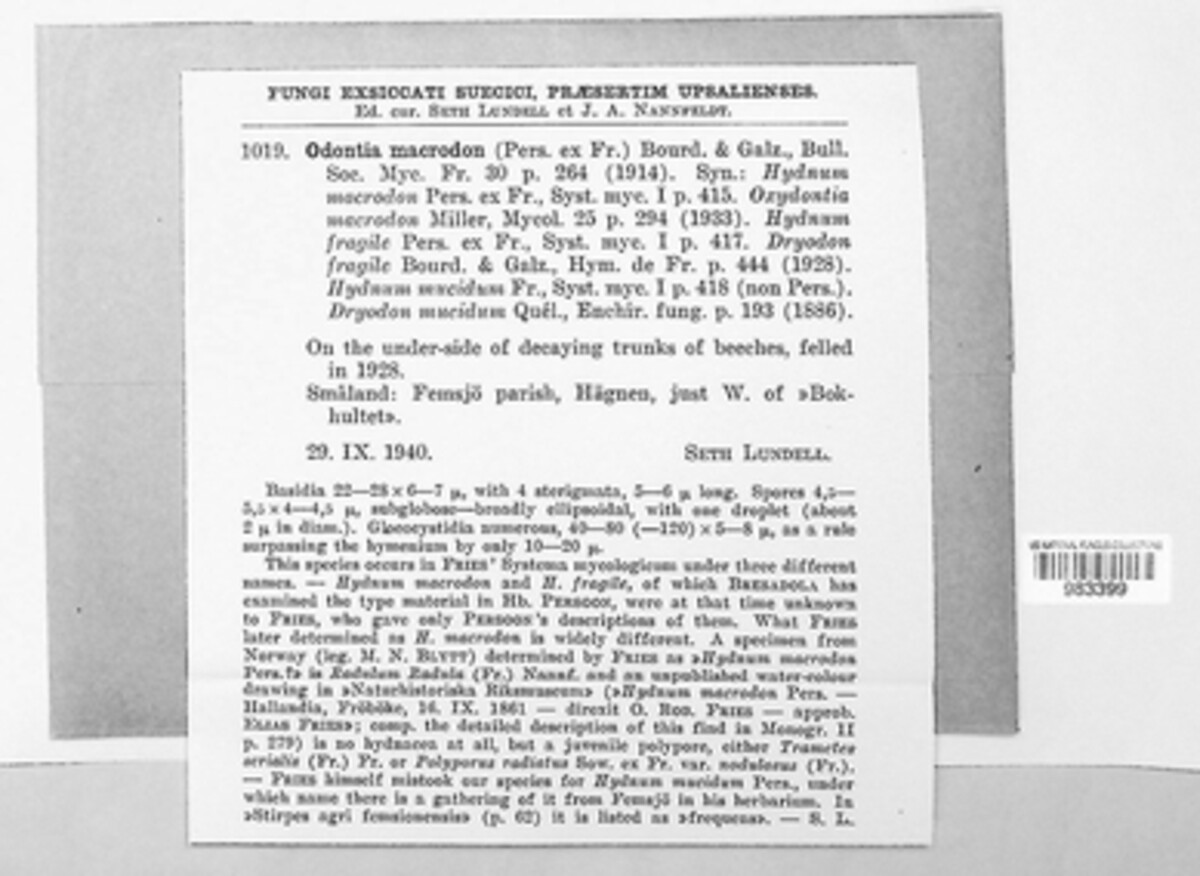 FUNGI EXSICCATI SUECICI, PRÆSERTIM UPSALIENSES.
Ed. cur. SETH LUNDELL et J. A. NANNFELDT.
1019. Odontia macrodon (Pers. ex Fr.) Bourd. & Galz., Bull.
Soc. Myc. Fr. 30 p. 264 (1914). Syn.: Hydnum
macrodon Pers. ex Fr., Syst. myc. I p. 415. Oxydontia
macrodon Miller, Mycol. 25 p. 294 (1933). Hydnum
fragile Pers. ex Fr., Syst. myc. I p. 417. Dryodon
fragile Bourd. & Galz., Hym. de Fr. p. 444 (1928).
Hydnum mucidum Fr., Syst. myc. I p. 418 (non Pers.).
Dryodon mucidum Quél., Enchir. fung. p. 193 (1886).
On the under-side of decaying trunks of beeches, felled
in 1928.
Småland: Femsjö parish, Hägnen, just W. of »Bok-
hultet».
29. IX. 1940. SETH LUNDELL.
Basidia 22—28 × 6—7 μ, with 4 sterigmata, 5—6 μ long. Spores 4,5—
5,5 × 4—4,5 μ, subglobose—broadly ellipsoidal, with one droplet (about
2 μ in diam.). Gloeocystidia numerous, 40—80 (—120) × 5—8 μ, as a rule
surpassing the hymenium by only 10—20 μ.
This species occurs in FRIES' Systema mycologicum under three different
names. — Hydnum macrodon and H. fragile, of which BRESADOLA has
examined the type material in Hb. PERSOON, were at that time unknown
to FRIES, who gave only PERSOON's descriptions of them. What FRIES
later determined as H. macrodon is widely different. A specimen from
Norway (leg. M. N. BLYTT) determined by FRIES as »Hydnum macrodon
Pers.?» is Radulum Radula (Fr.) Nannf. and an unpublished water-colour
drawing in »Naturhistoriska Riksmuseum» (»Hydnum macrodon Pers. —
Hallandia, Fröböke, 16. IX. 1861 — direxit O. ROB. FRIES — approb.
ELIAS FRIES»; comp. the detailed description of this find in Monogr. II
p. 279) is no hydnacea at all, but a juvenile polypore, either Trametes
serialis (Fr.) Fr. or Polyporus radiatus Sow. ex Fr. var. nodulosus (Fr.).
— FRIES himself mistook our species for Hydnum mucidum Pers., under
which name there is a gathering of it from Femsjö in his herbarium. In
»Stirpes agri femsionensis» (p. 62) it is listed as »frequens». — S. L.
US NATIONAL FUNGUS COLLECTIONS
983399